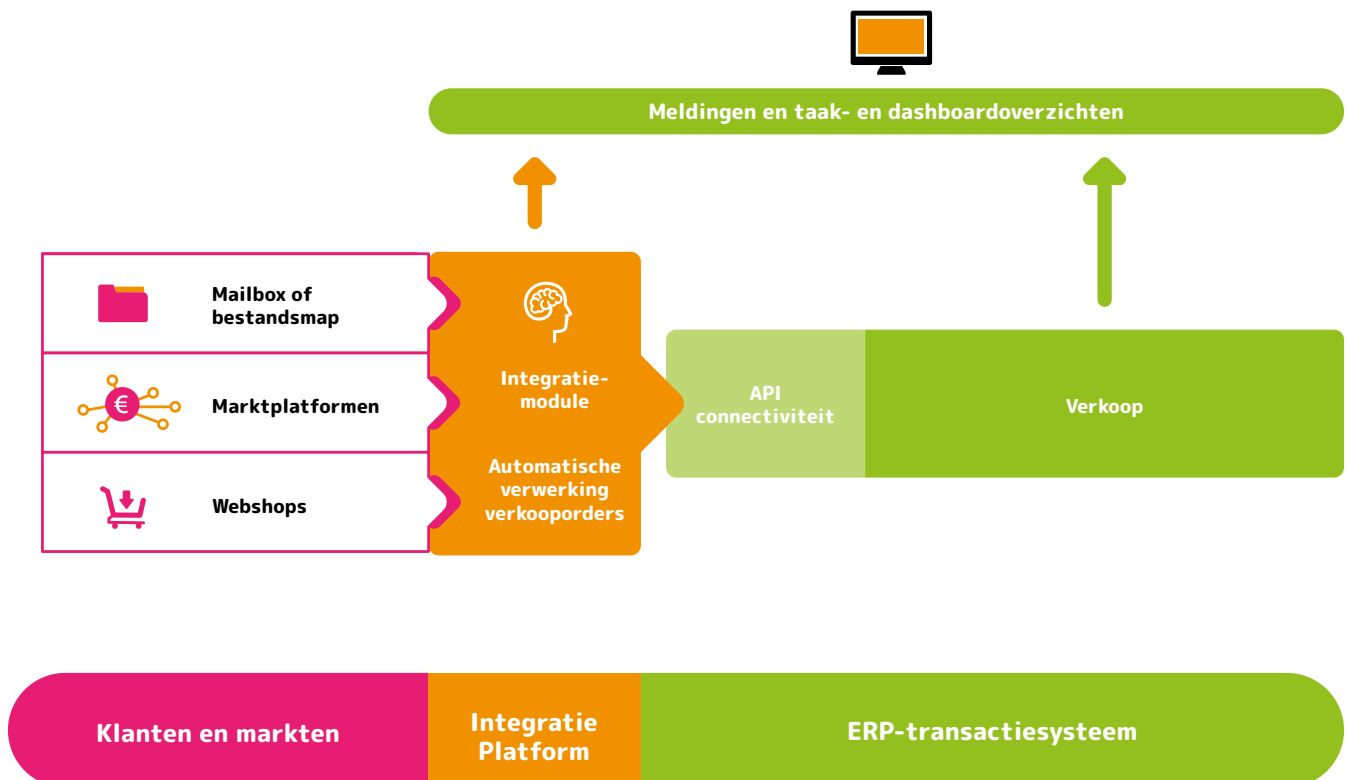 Meldingen en taak- en dashboardoverzichten
Mailbox of
bestandsmap
Marktplatformen
€
Webshops
Integratie-
module
Automatische
verwerking
verkooporders
API
connectiviteit
Verkoop
Klanten en markten
Integratie
Platform
ERP-transactiesysteem